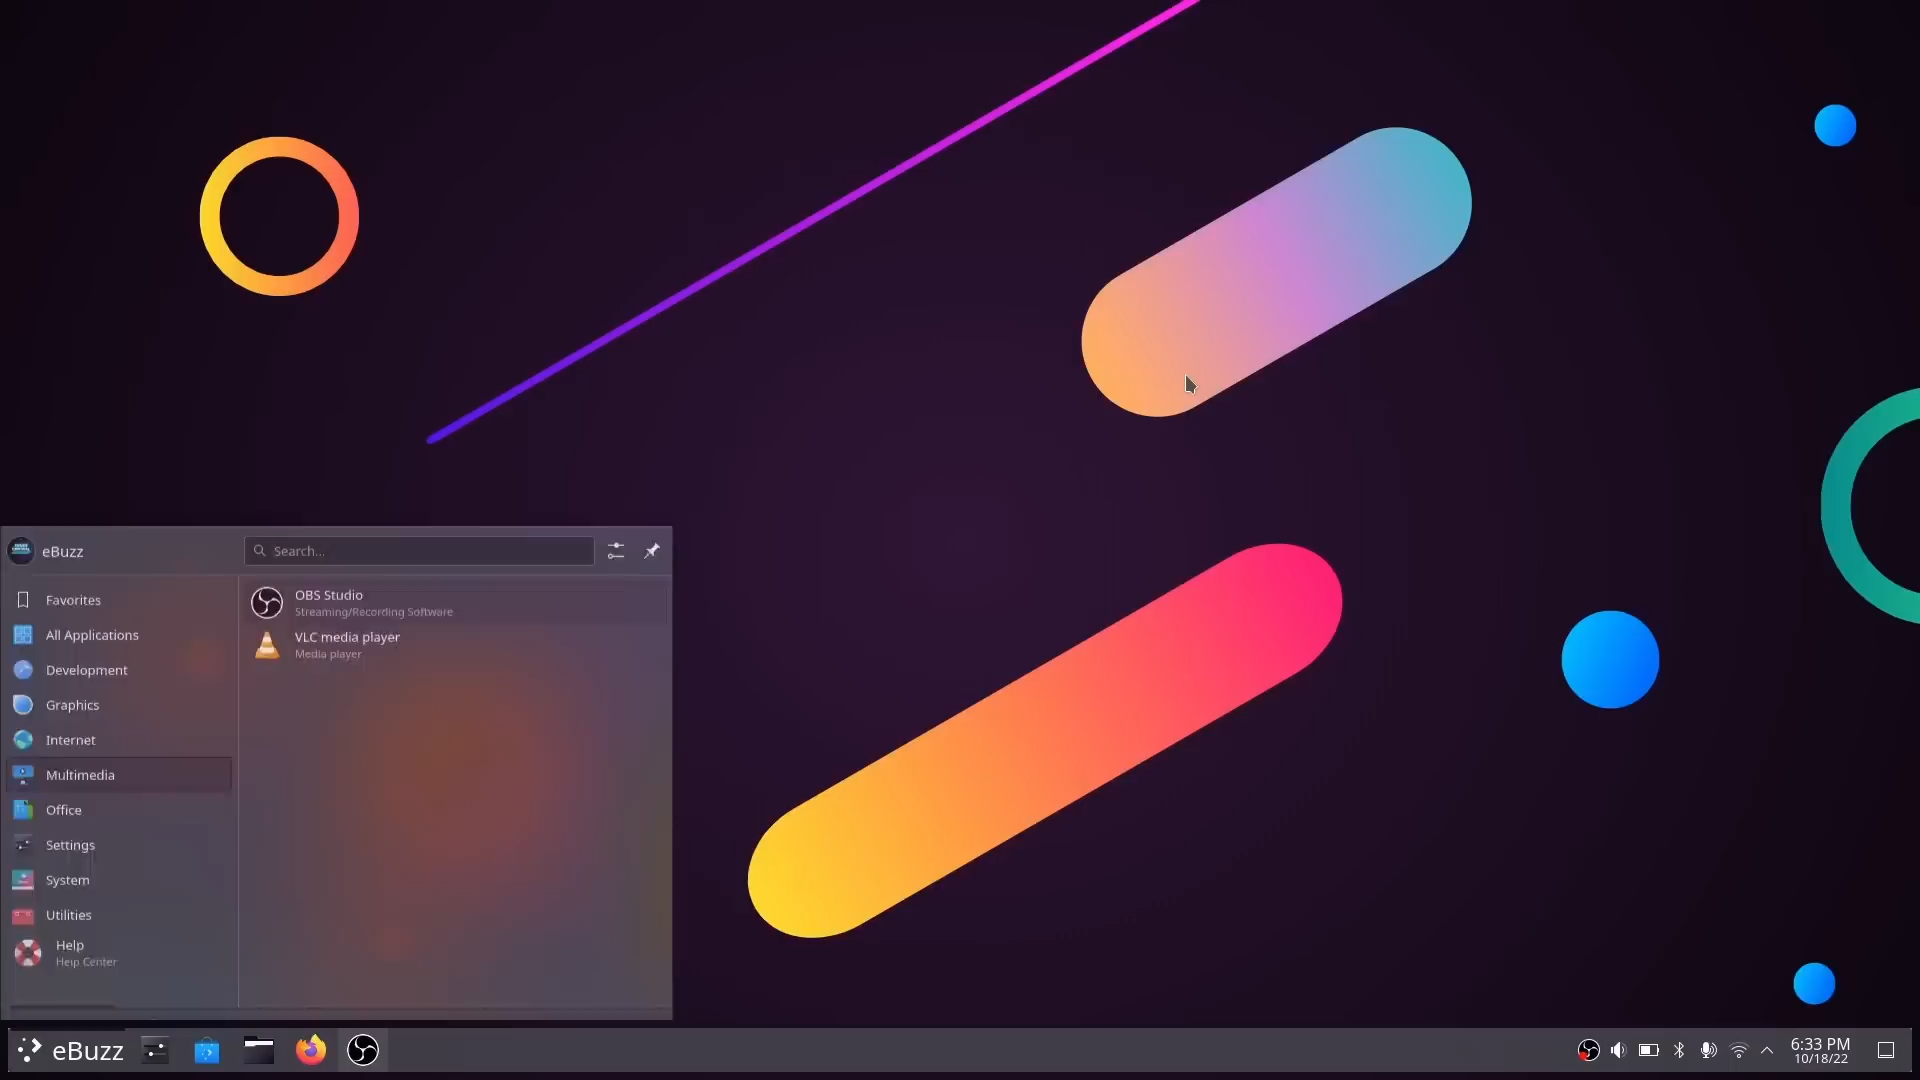 eBuzz
Search...
Favorites
All Applications
Development
Graphics
Internet
Multimedia
Office
Settings
System
Utilities
Help
Help Center
OBS Studio
Streaming/Recording Software
VLC media player
Media player
eBuzz
6:33 PM
10/18/22